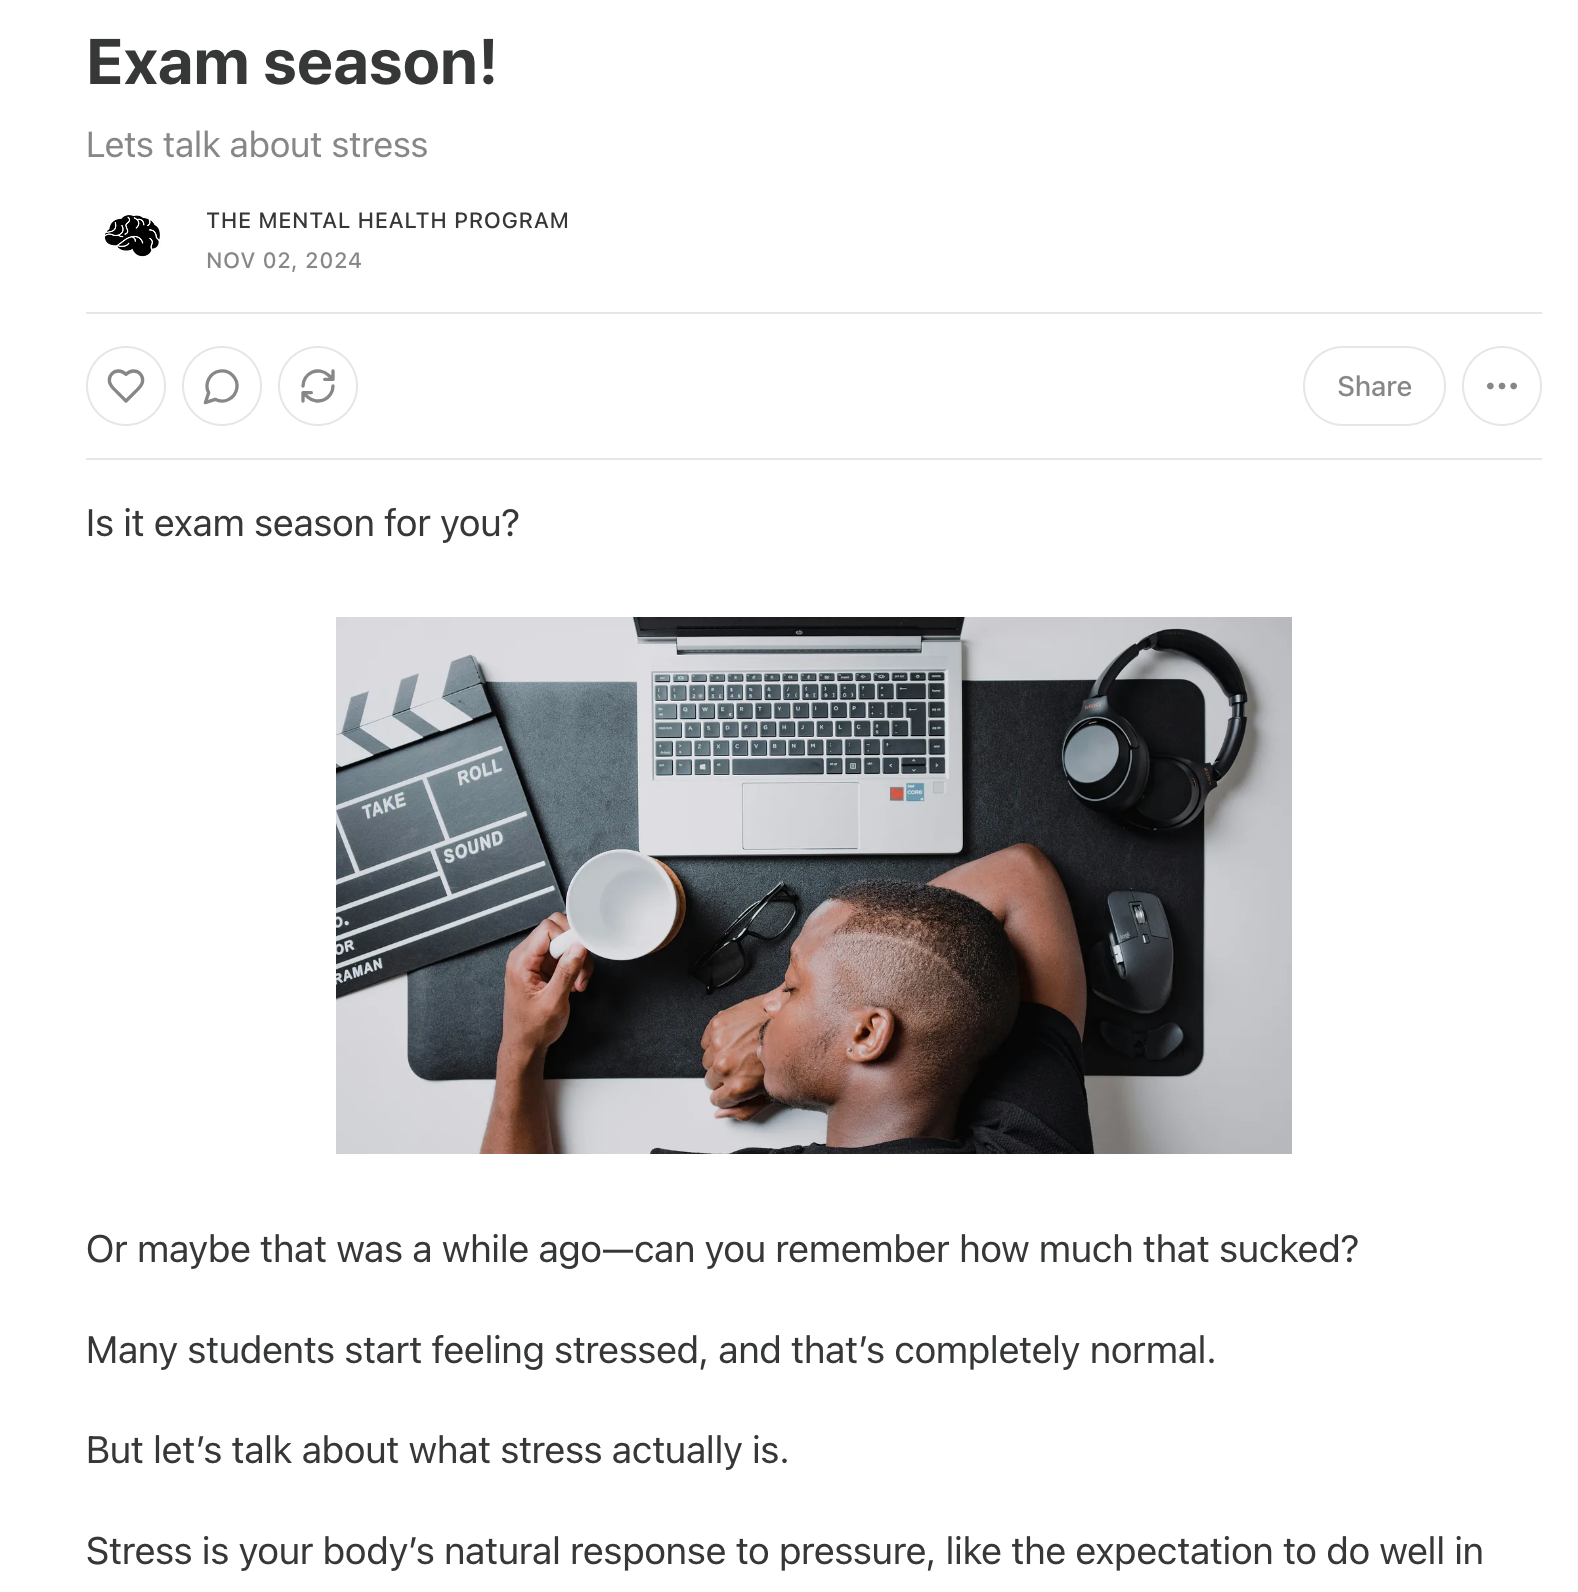 Exam season!
Lets talk about stress
THE MENTAL HEALTH PROGRAM
NOV 02, 2024
Share
Is it exam season for you?
ROLL
TAKE
SOUND
O.
OR
RAMAN
Or maybe that was a while ago—can you remember how much that sucked?
Many students start feeling stressed, and that’s completely normal.
But let’s talk about what stress actually is.
Stress is your body’s natural response to pressure, like the expectation to do well in